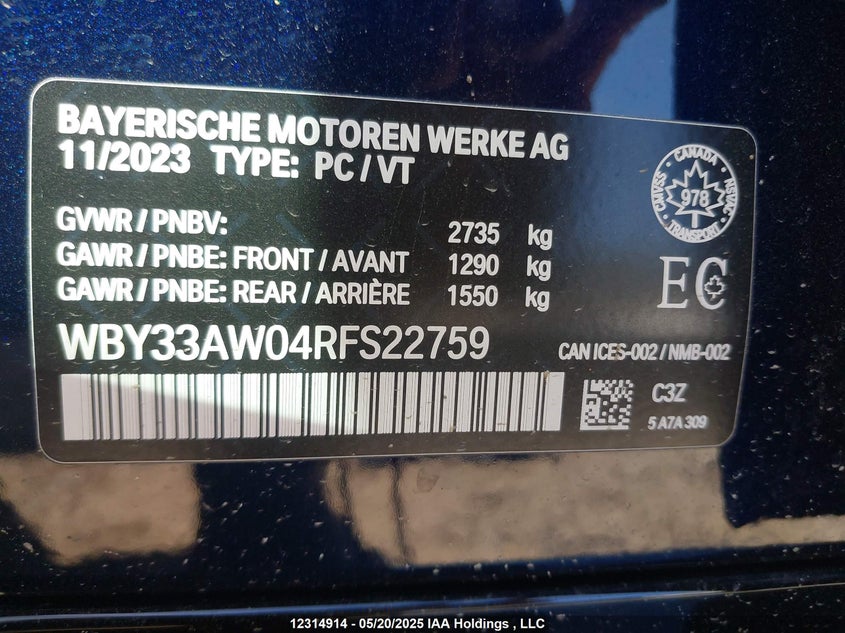 BAYERISCHE MOTOREN WERKE AG
11/2023 TYPE: PC / VT
GVWR / PNBV: 2735 kg
GAWR / PNBE: FRONT / AVANT 1290 kg
GAWR / PNBE: REAR / ARRIÈRE 1550 kg
CANADA
CMVSS 978 NSVAC
TRANSPORT
EC
WBY33AW04RFS22759
CAN ICES-002 / NMB-002
C3Z
5 A7A 309
12314914 - 05/20/2025 IAA Holdings , LLC